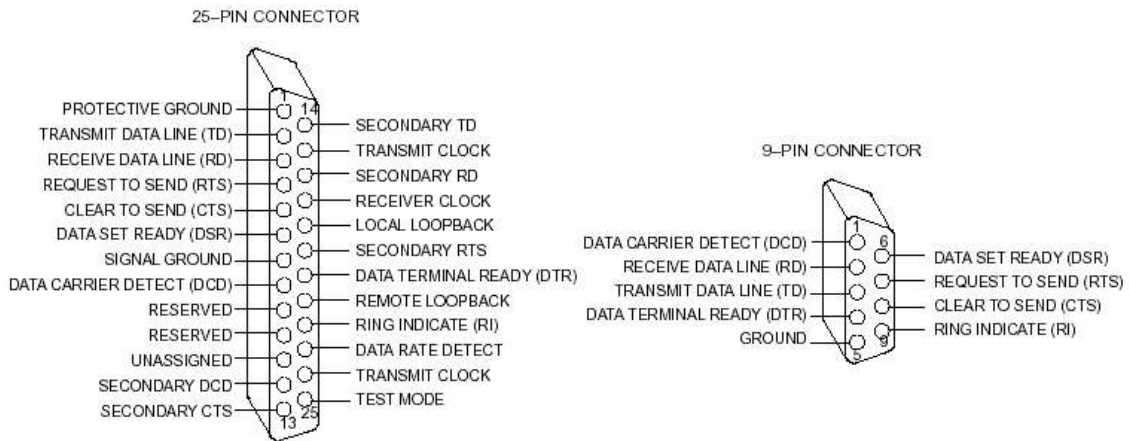 25–PIN CONNECTOR
1
14
PROTECTIVE GROUND
TRANSMIT DATA LINE (TD)
RECEIVE DATA LINE (RD)
REQUEST TO SEND (RTS)
CLEAR TO SEND (CTS)
DATA SET READY (DSR)
SIGNAL GROUND
DATA CARRIER DETECT (DCD)
RESERVED
RESERVED
UNASSIGNED
SECONDARY DCD
SECONDARY CTS
13
25
SECONDARY TD
TRANSMIT CLOCK
SECONDARY RD
RECEIVER CLOCK
LOCAL LOOPBACK
SECONDARY RTS
DATA TERMINAL READY (DTR)
REMOTE LOOPBACK
RING INDICATE (RI)
DATA RATE DETECT
TRANSMIT CLOCK
TEST MODE
9–PIN CONNECTOR
1
6
DATA CARRIER DETECT (DCD)
RECEIVE DATA LINE (RD)
TRANSMIT DATA LINE (TD)
DATA TERMINAL READY (DTR)
GROUND
5
9
DATA SET READY (DSR)
REQUEST TO SEND (RTS)
CLEAR TO SEND (CTS)
RING INDICATE (RI)